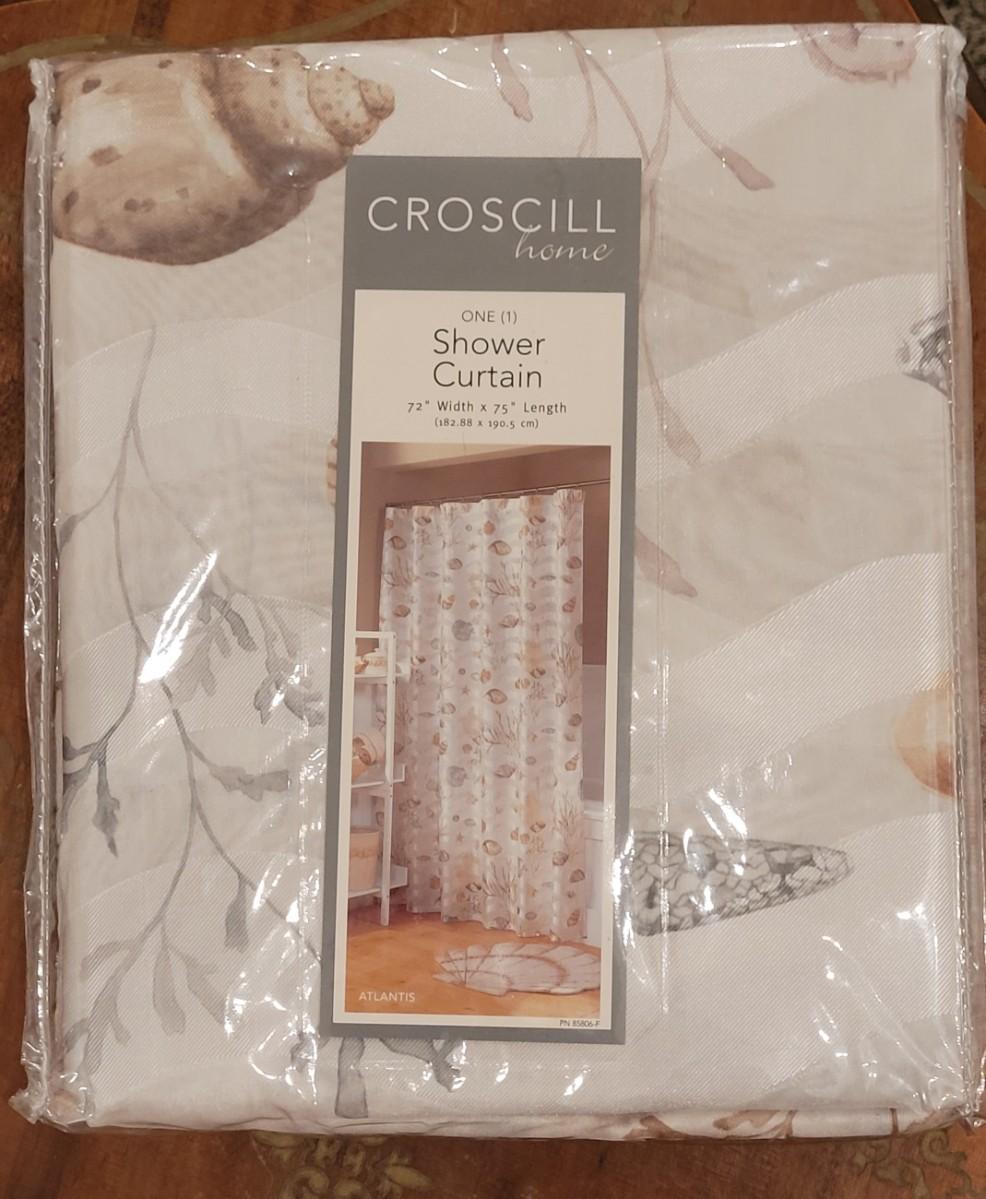 CROSCILL
home
ONE (1)
Shower
Curtain
72" Width x 75" Length
(182.88 x 190.5 cm)
ATLANTIS
PN 85806-F